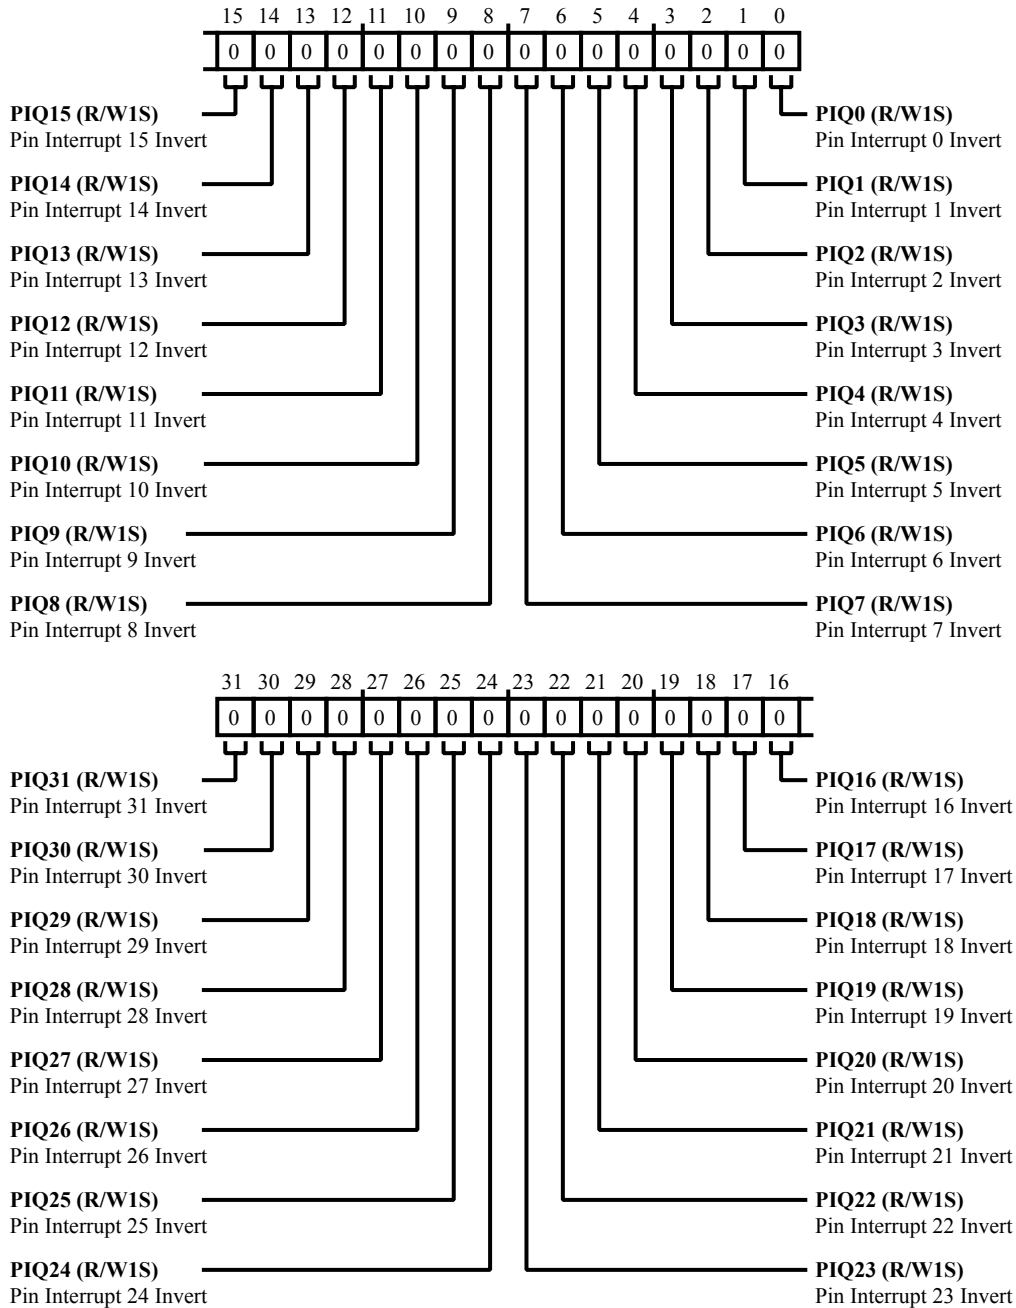 15 14 13 12 11 10 9 8 7 6 5 4 3 2 1 0
0 0 0 0 0 0 0 0 0 0 0 0 0 0 0 0
PIQ15 (R/W1S)
Pin Interrupt 15 Invert
PIQ14 (R/W1S)
Pin Interrupt 14 Invert
PIQ13 (R/W1S)
Pin Interrupt 13 Invert
PIQ12 (R/W1S)
Pin Interrupt 12 Invert
PIQ11 (R/W1S)
Pin Interrupt 11 Invert
PIQ10 (R/W1S)
Pin Interrupt 10 Invert
PIQ9 (R/W1S)
Pin Interrupt 9 Invert
PIQ8 (R/W1S)
Pin Interrupt 8 Invert
PIQ0 (R/W1S)
Pin Interrupt 0 Invert
PIQ1 (R/W1S)
Pin Interrupt 1 Invert
PIQ2 (R/W1S)
Pin Interrupt 2 Invert
PIQ3 (R/W1S)
Pin Interrupt 3 Invert
PIQ4 (R/W1S)
Pin Interrupt 4 Invert
PIQ5 (R/W1S)
Pin Interrupt 5 Invert
PIQ6 (R/W1S)
Pin Interrupt 6 Invert
PIQ7 (R/W1S)
Pin Interrupt 7 Invert
31 30 29 28 27 26 25 24 23 22 21 20 19 18 17 16
0 0 0 0 0 0 0 0 0 0 0 0 0 0 0 0
PIQ31 (R/W1S)
Pin Interrupt 31 Invert
PIQ30 (R/W1S)
Pin Interrupt 30 Invert
PIQ29 (R/W1S)
Pin Interrupt 29 Invert
PIQ28 (R/W1S)
Pin Interrupt 28 Invert
PIQ27 (R/W1S)
Pin Interrupt 27 Invert
PIQ26 (R/W1S)
Pin Interrupt 26 Invert
PIQ25 (R/W1S)
Pin Interrupt 25 Invert
PIQ24 (R/W1S)
Pin Interrupt 24 Invert
PIQ16 (R/W1S)
Pin Interrupt 16 Invert
PIQ17 (R/W1S)
Pin Interrupt 17 Invert
PIQ18 (R/W1S)
Pin Interrupt 18 Invert
PIQ19 (R/W1S)
Pin Interrupt 19 Invert
PIQ20 (R/W1S)
Pin Interrupt 20 Invert
PIQ21 (R/W1S)
Pin Interrupt 21 Invert
PIQ22 (R/W1S)
Pin Interrupt 22 Invert
PIQ23 (R/W1S)
Pin Interrupt 23 Invert